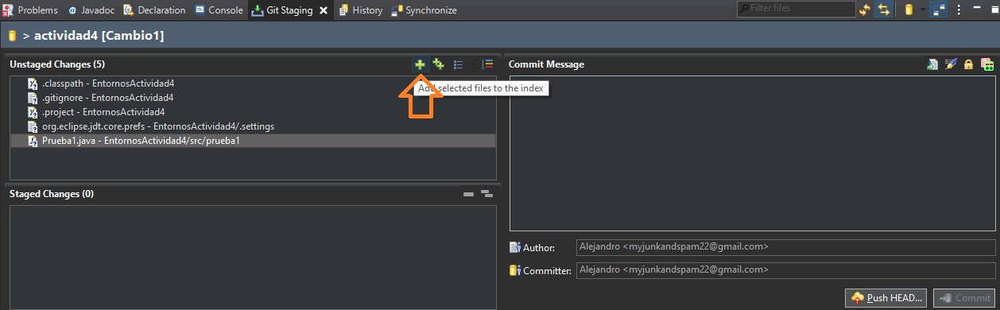 Problems Javadoc Declaration Console Git Staging History Synchronize Filter files
> actividad4 [Cambio1]
Unstaged Changes (5)
.classpath - EntornosActividad4
.gitignore - EntornosActividad4
.project - EntornosActividad4
org.eclipse.jdt.core.prefs - EntornosActividad4/.settings
Prueba1.java - EntornosActividad4/src/prueba1
Add selected files to the index
Staged Changes (0)
Commit Message
Author: Alejandro <myjunkandspam22@gmail.com>
Committer: Alejandro <myjunkandspam22@gmail.com>
Push HEAD... Commit